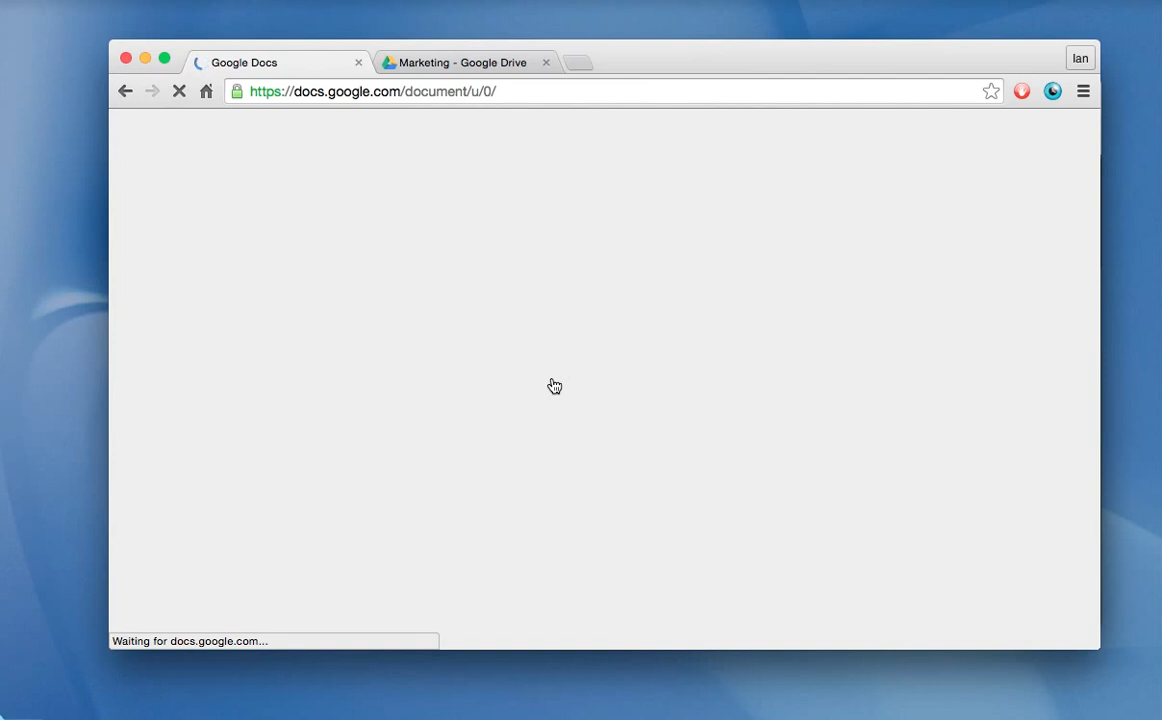 Google Docs
Marketing - Google Drive
Ian
https://docs.google.com/document/u/0/
Waiting for docs.google.com...